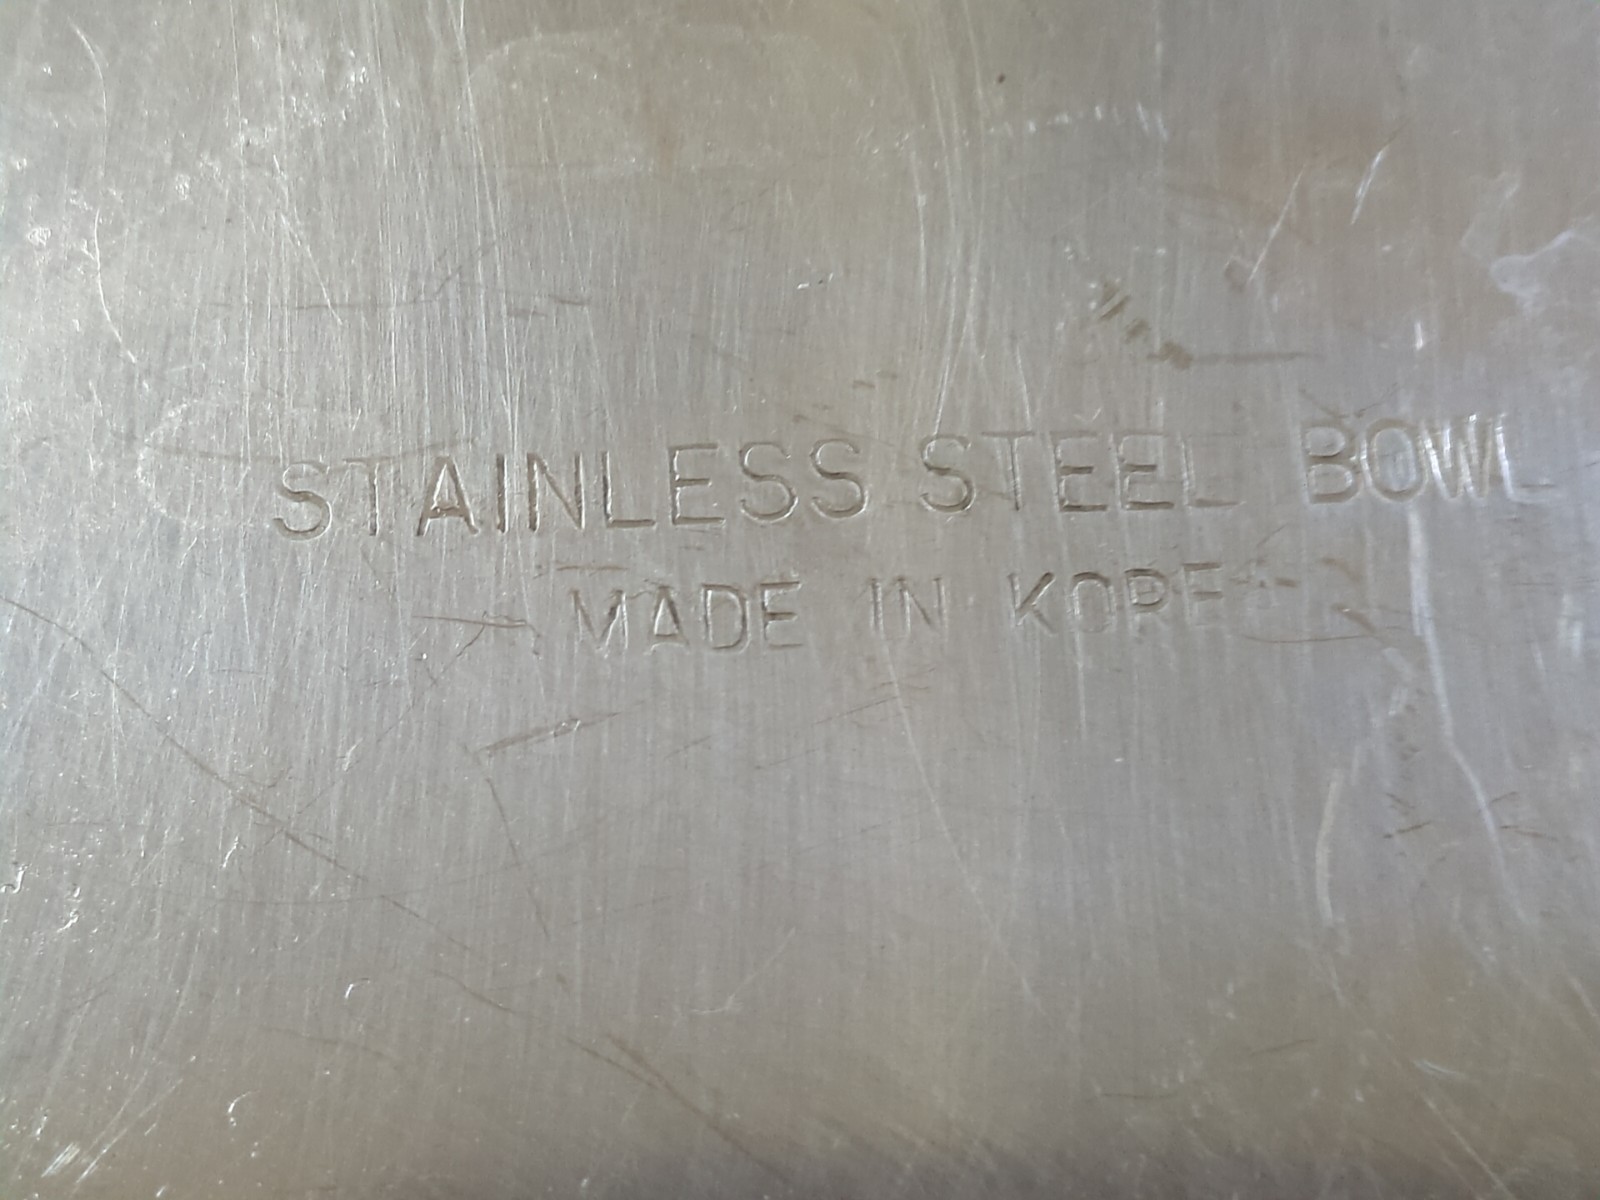 STAINLESS STEEL BOWL
MADE IN KORE